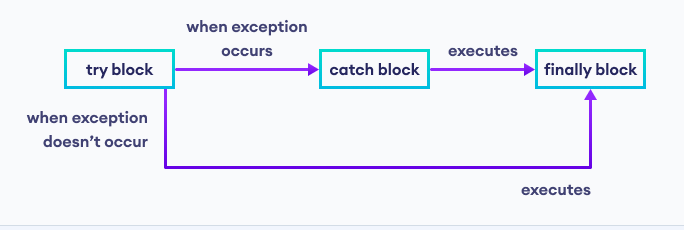 when exception
occurs
try block
catch block
executes
finally block
when exception
doesn’t occur
executes